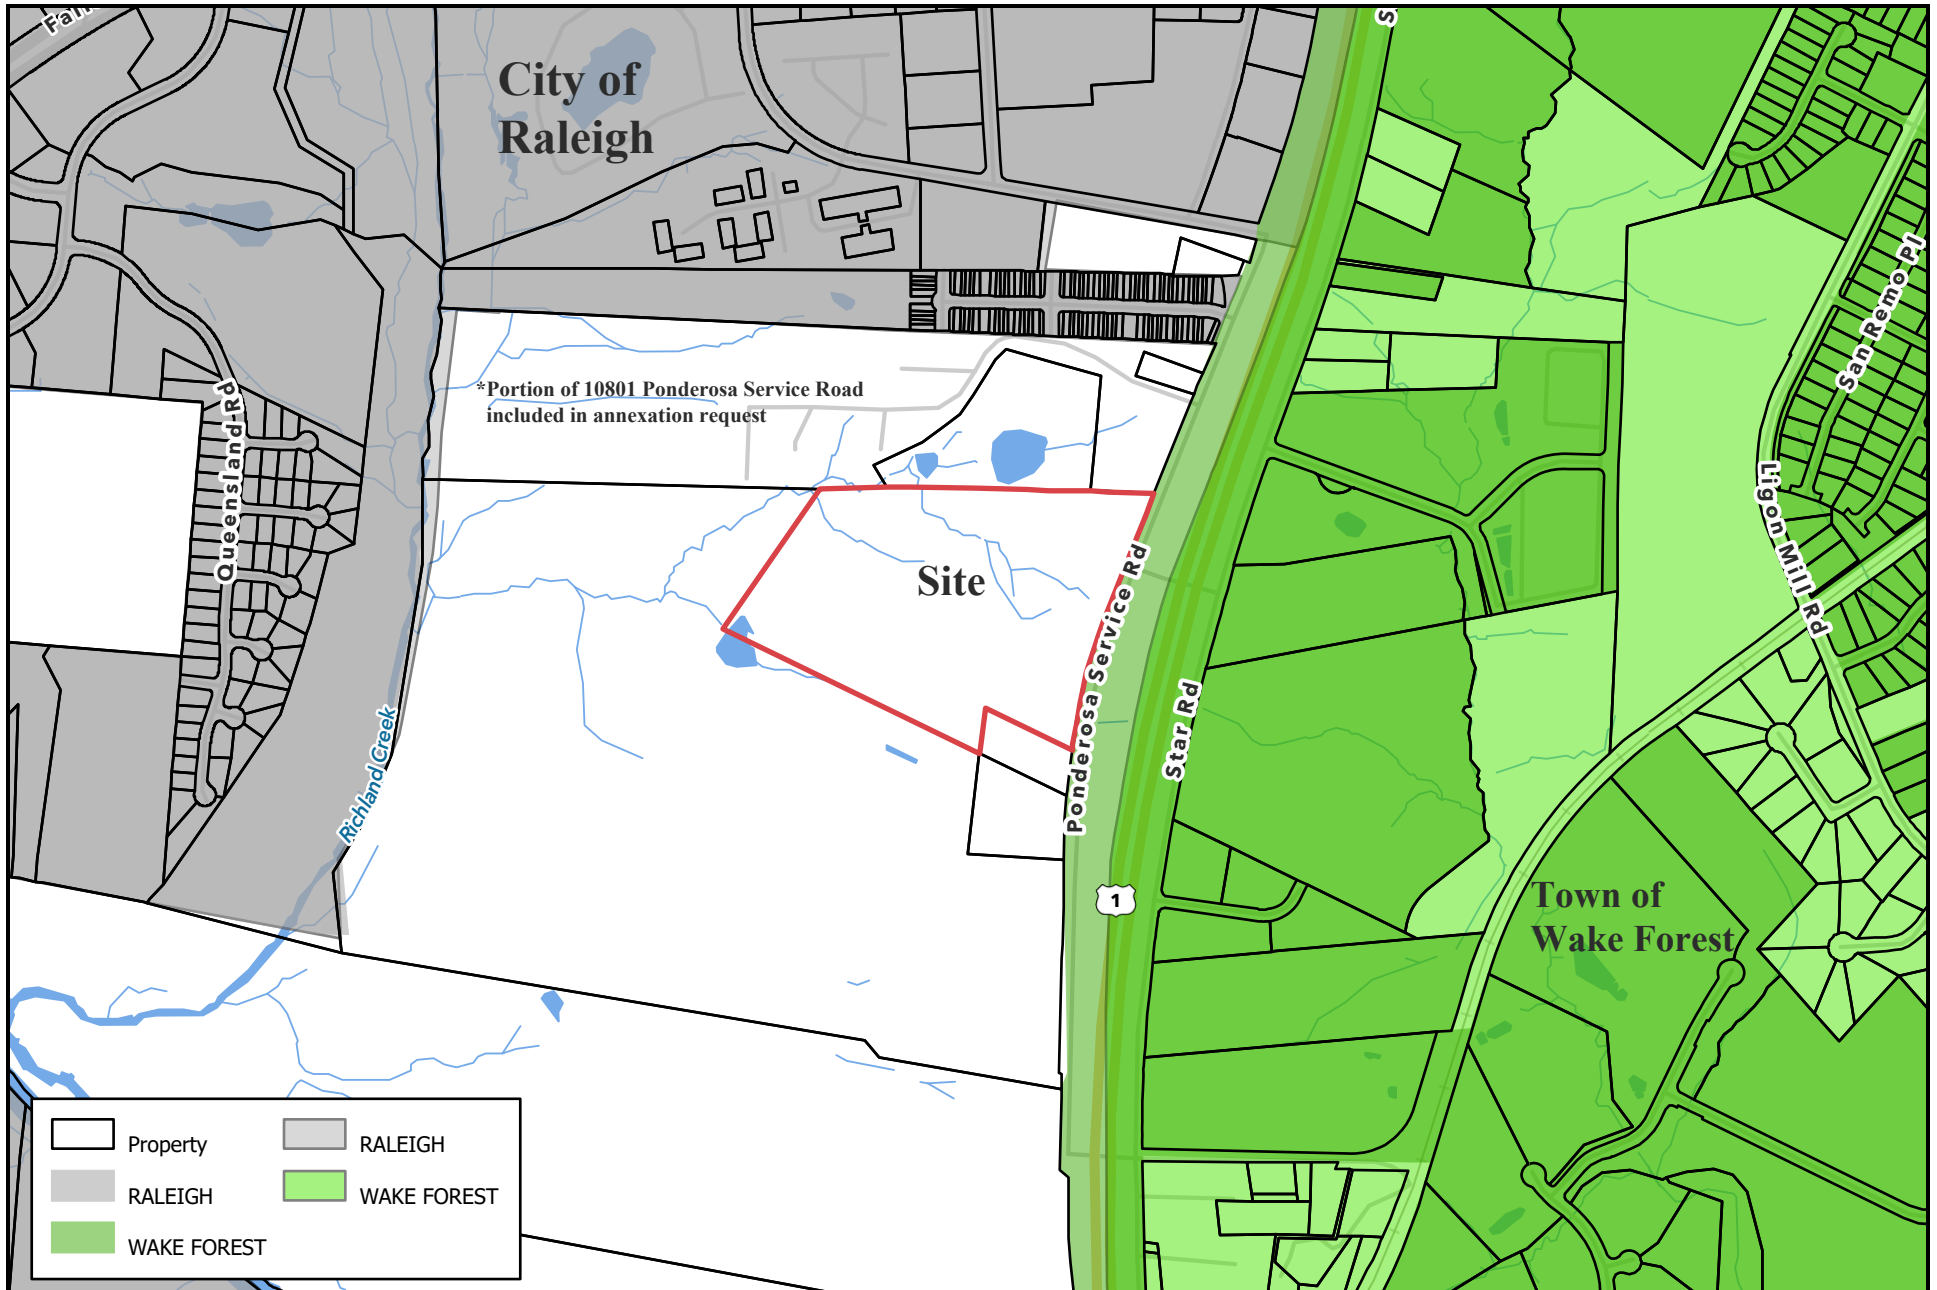 City of
Raleigh
*Portion of 10801 Ponderosa Service Road
included in annexation request
Site
Queensland Rd
Richland Creek
Ponderosa Service Rd
Star Rd
1
San Remo Pl
Ligon Mill Rd
Town of
Wake Forest
Property
RALEIGH
WAKE FOREST
RALEIGH
WAKE FOREST